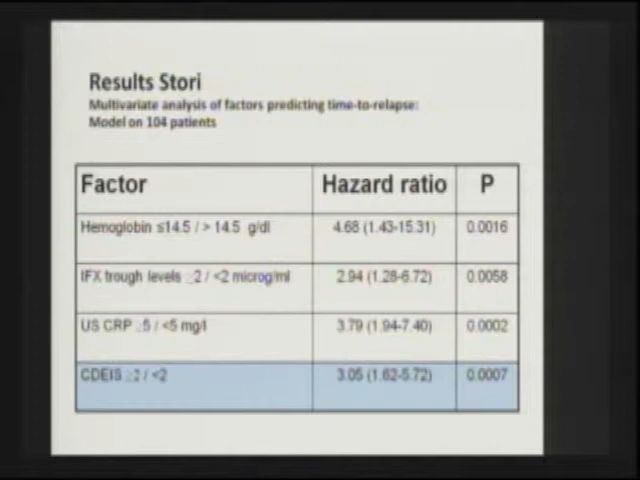 Results Stori
Multivariate analysis of factors predicting time-to-relapse:
Model on 104 patients
Factor Hazard ratio P
Hemoglobin ≤14.5 / > 14.5 g/dl 4.68 (1.43-15.31) 0.0016
IFX trough levels ≥2 / <2 microg/ml 2.94 (1.28-6.72) 0.0058
US CRP ≥5 / <5 mg/l 3.79 (1.94-7.40) 0.0002
CDEIS ≥2 / <2 3.05 (1.62-5.72) 0.0007